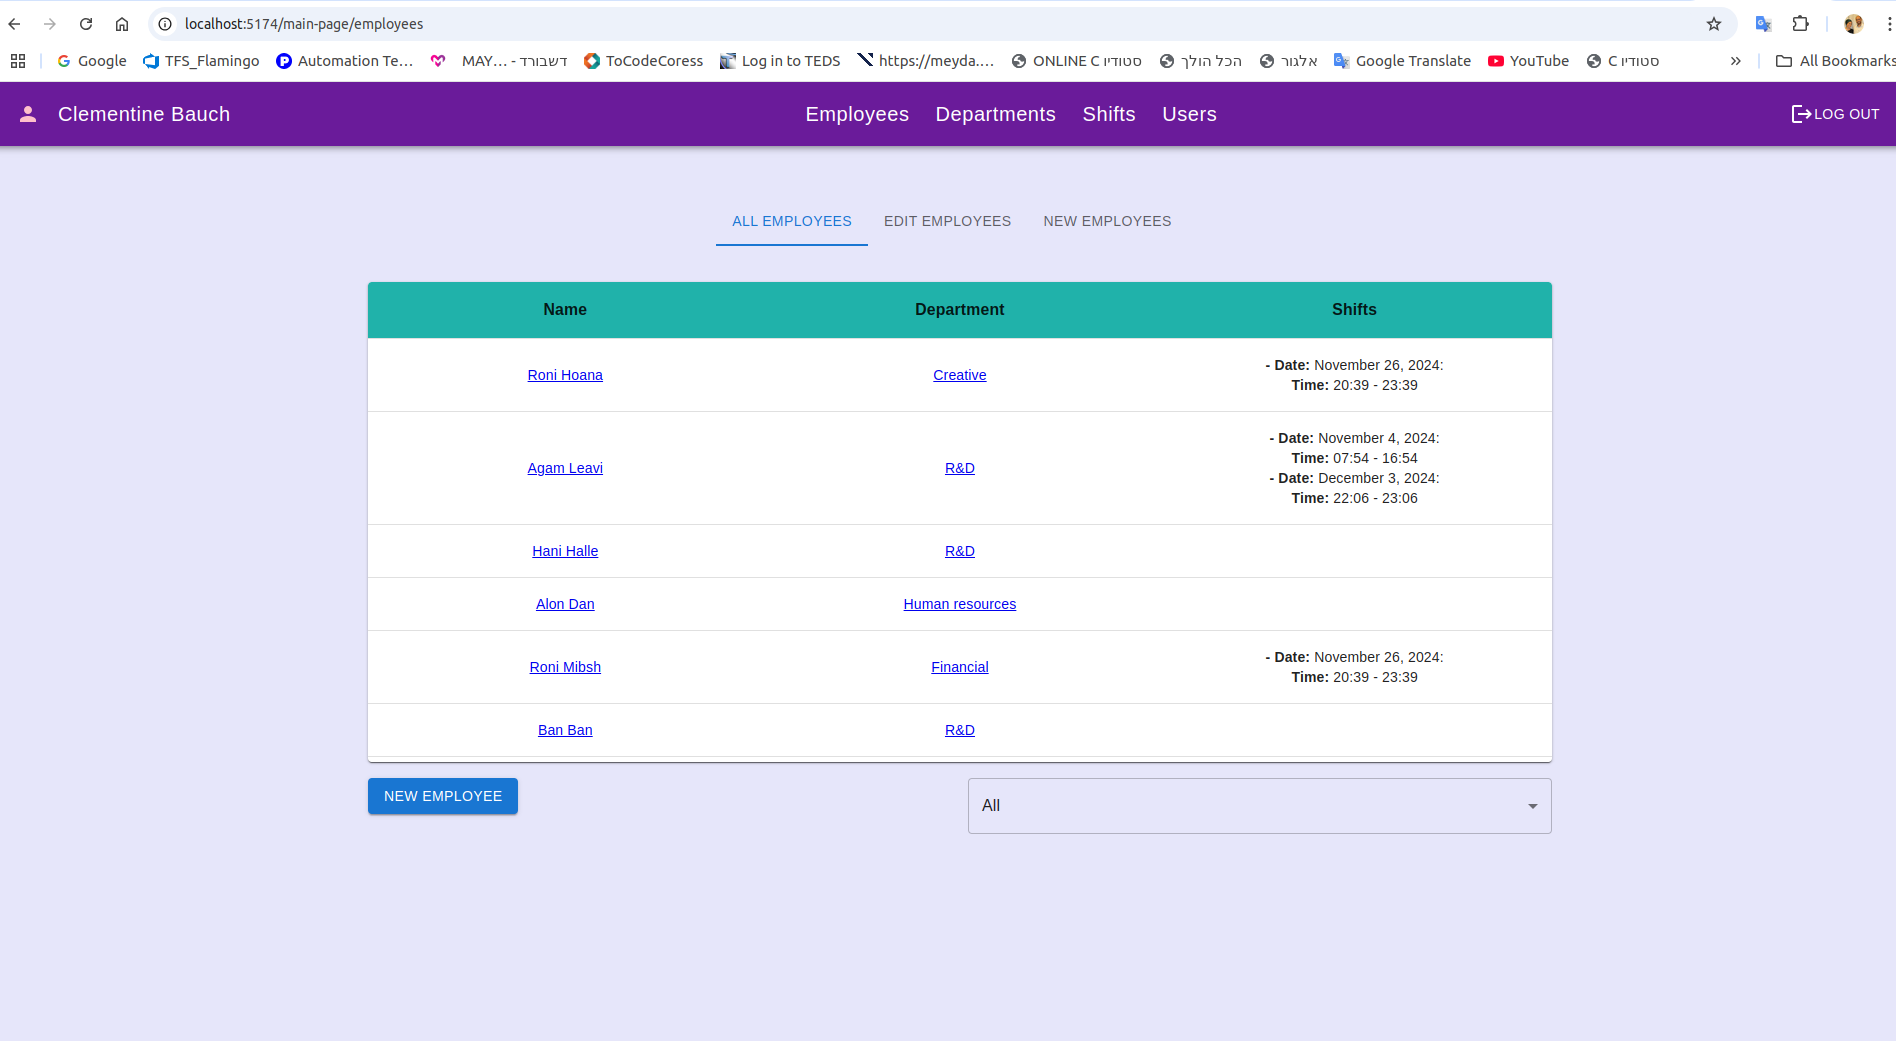 localhost:5174/main-page/employees
Google TFS_Flamingo Automation Te... MAY... - דשבורד ToCodeCoress Log in to TEDS https://meyda.... ONLINE C סטודיו הכל הולך אלגור Google Translate YouTube C סטודיו » All Bookmarks
Clementine Bauch Employees Departments Shifts Users LOG OUT
ALL EMPLOYEES EDIT EMPLOYEES NEW EMPLOYEES
Name Department Shifts
Roni Hoana Creative - Date: November 26, 2024:
Time: 20:39 - 23:39
- Date: November 4, 2024:
Time: 07:54 - 16:54
Agam Leavi R&D
- Date: December 3, 2024:
Time: 22:06 - 23:06
Hani Halle R&D
Alon Dan Human resources
Roni Mibsh Financial - Date: November 26, 2024:
Time: 20:39 - 23:39
Ban Ban R&D
NEW EMPLOYEE All